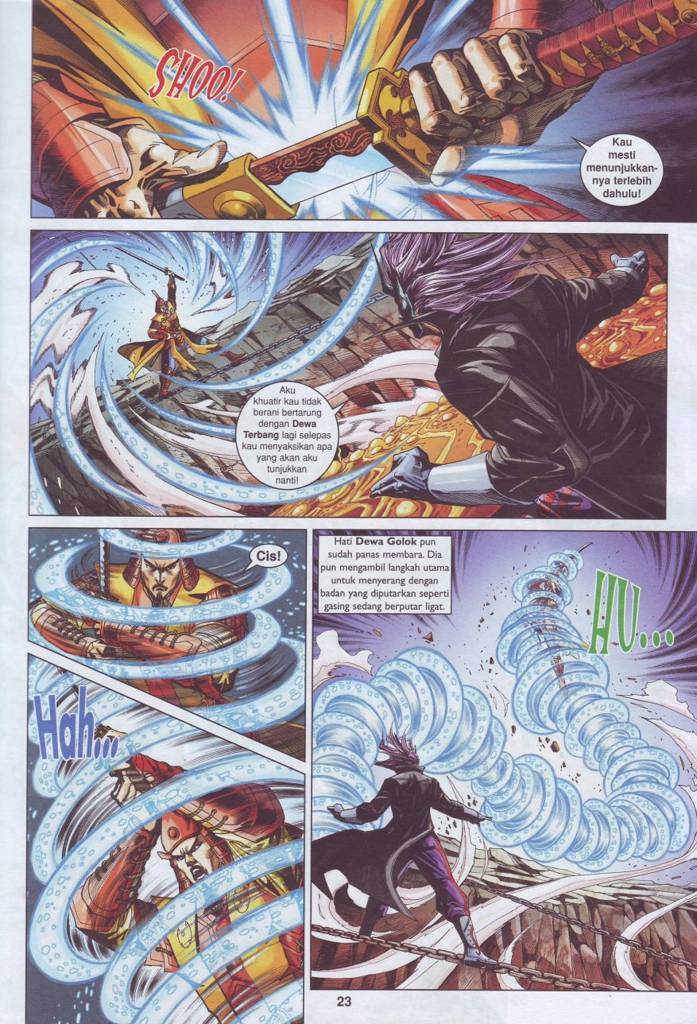 SHOO!
Kau
mesti
menunjukkan-
nya terlebih
dahulu!
Aku
khuatir kau tidak
berani bertarung
dengan Dewa
Terbang lagi selepas
kau menyaksikan apa
yang akan aku
tunjukkan
nanti!
Cis!
Hah...
Hati Dewa Golok pun
sudah panas membara. Dia
pun mengambil langkah utama
untuk menyerang dengan
badan yang diputarkan seperti
gasing sedang berputar ligat.
HU...
23